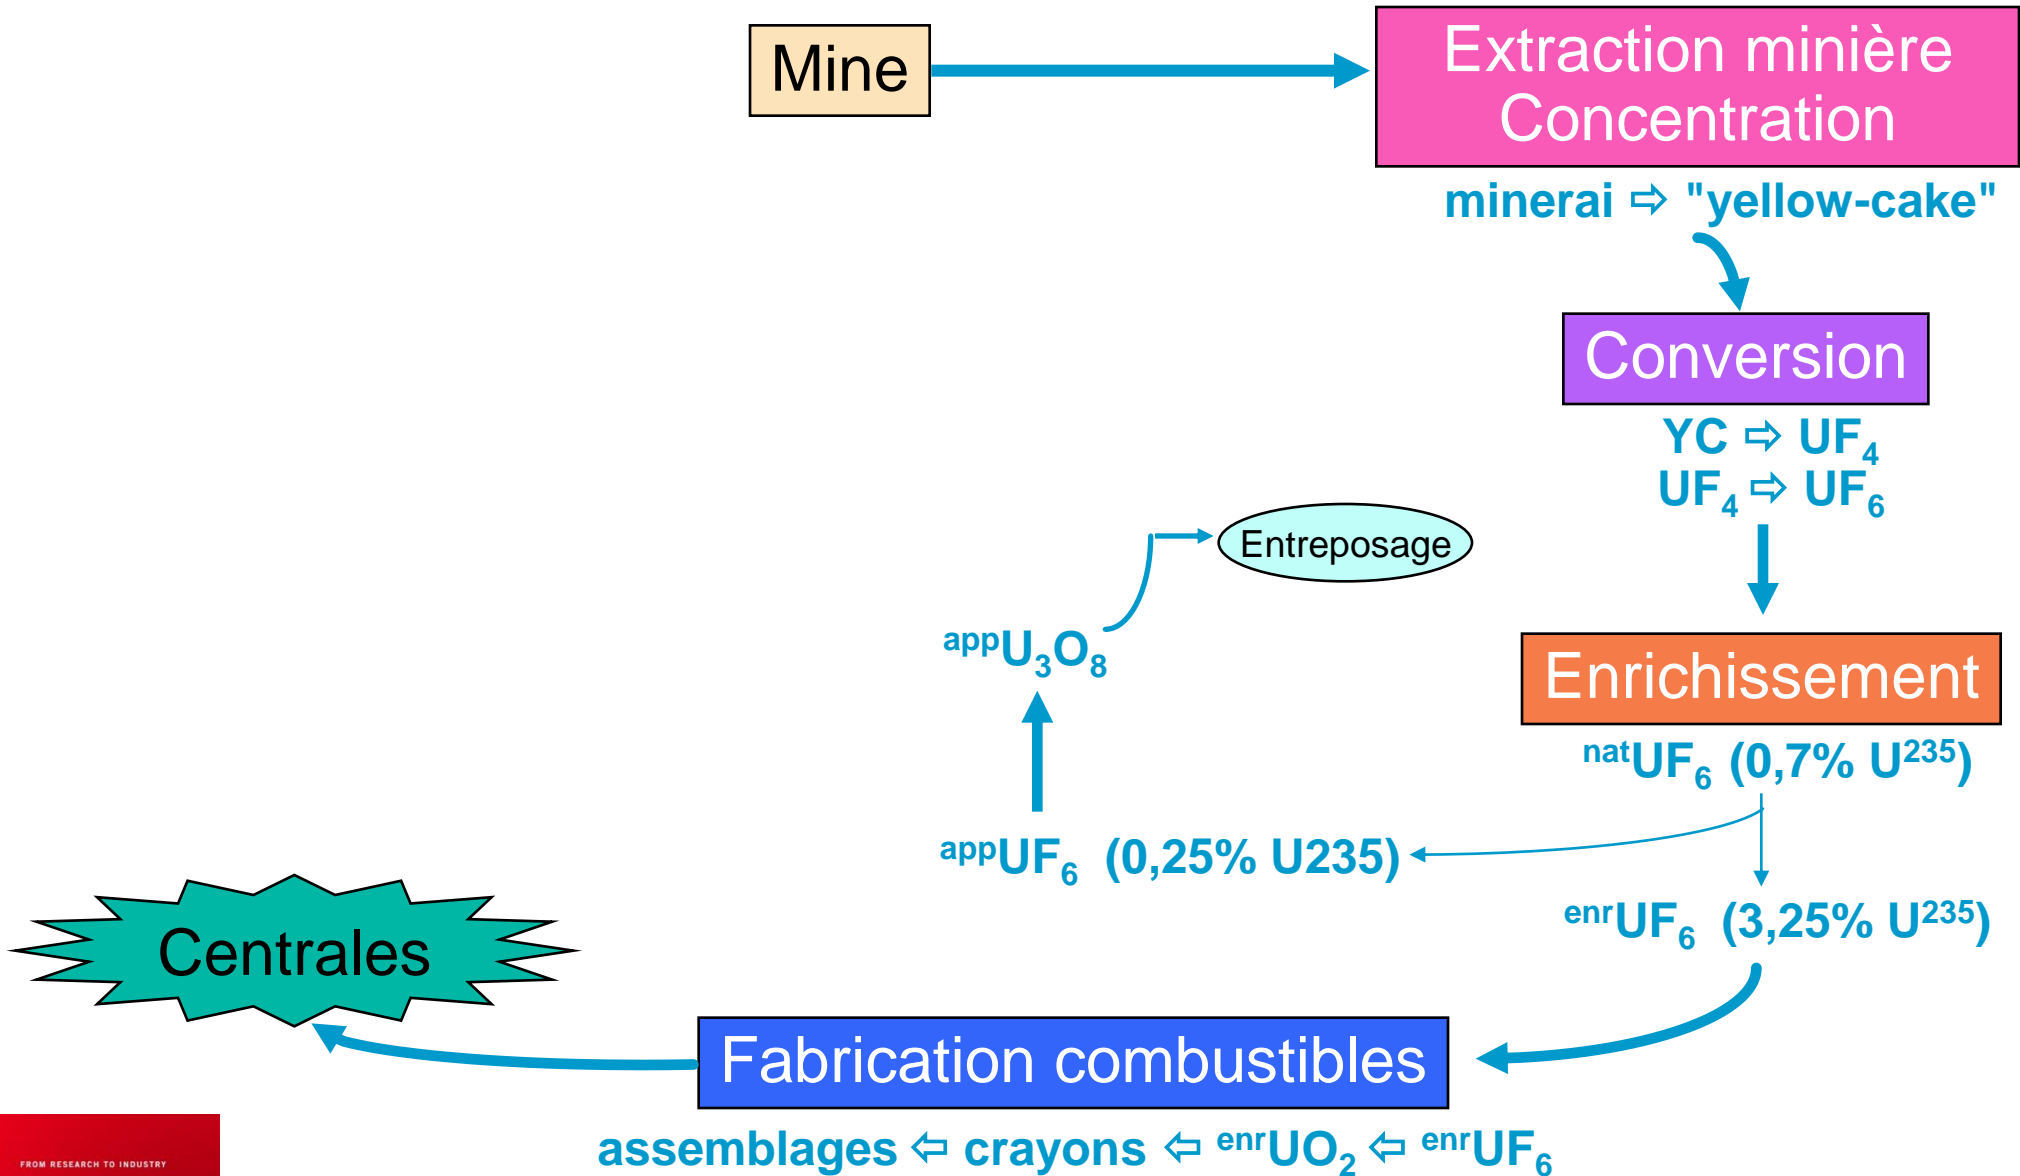 Mine
Extraction minière
Concentration
minerai ⇨ "yellow-cake"
Conversion
YC ⇨ UF₄
UF₄ ⇨ UF₆
Entreposage
appU₃O₈
Enrichissement
natUF₆ (0,7% U²³⁵)
appUF₆ (0,25% U235)
enrUF₆ (3,25% U²³⁵)
Centrales
Fabrication combustibles
assemblages ⇦ crayons ⇦ enrUO₂ ⇦ enrUF₆
FROM RESEARCH TO INDUSTRY